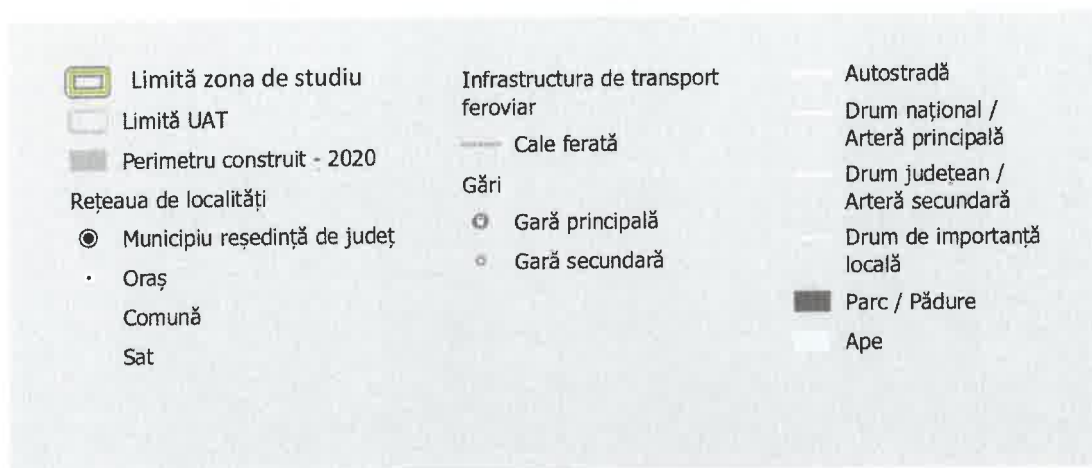 Limită zona de studiu
Limită UAT
Perimetru construit - 2020
Rețeaua de localități
Municipiu reședință de județ
Oraș
Comună
Sat
Infrastructura de transport
feroviar
Cale ferată
Gări
Gară principală
Gară secundară
Autostradă
Drum național /
Arteră principală
Drum județean /
Arteră secundară
Drum de importanță
locală
Parc / Pădure
Ape